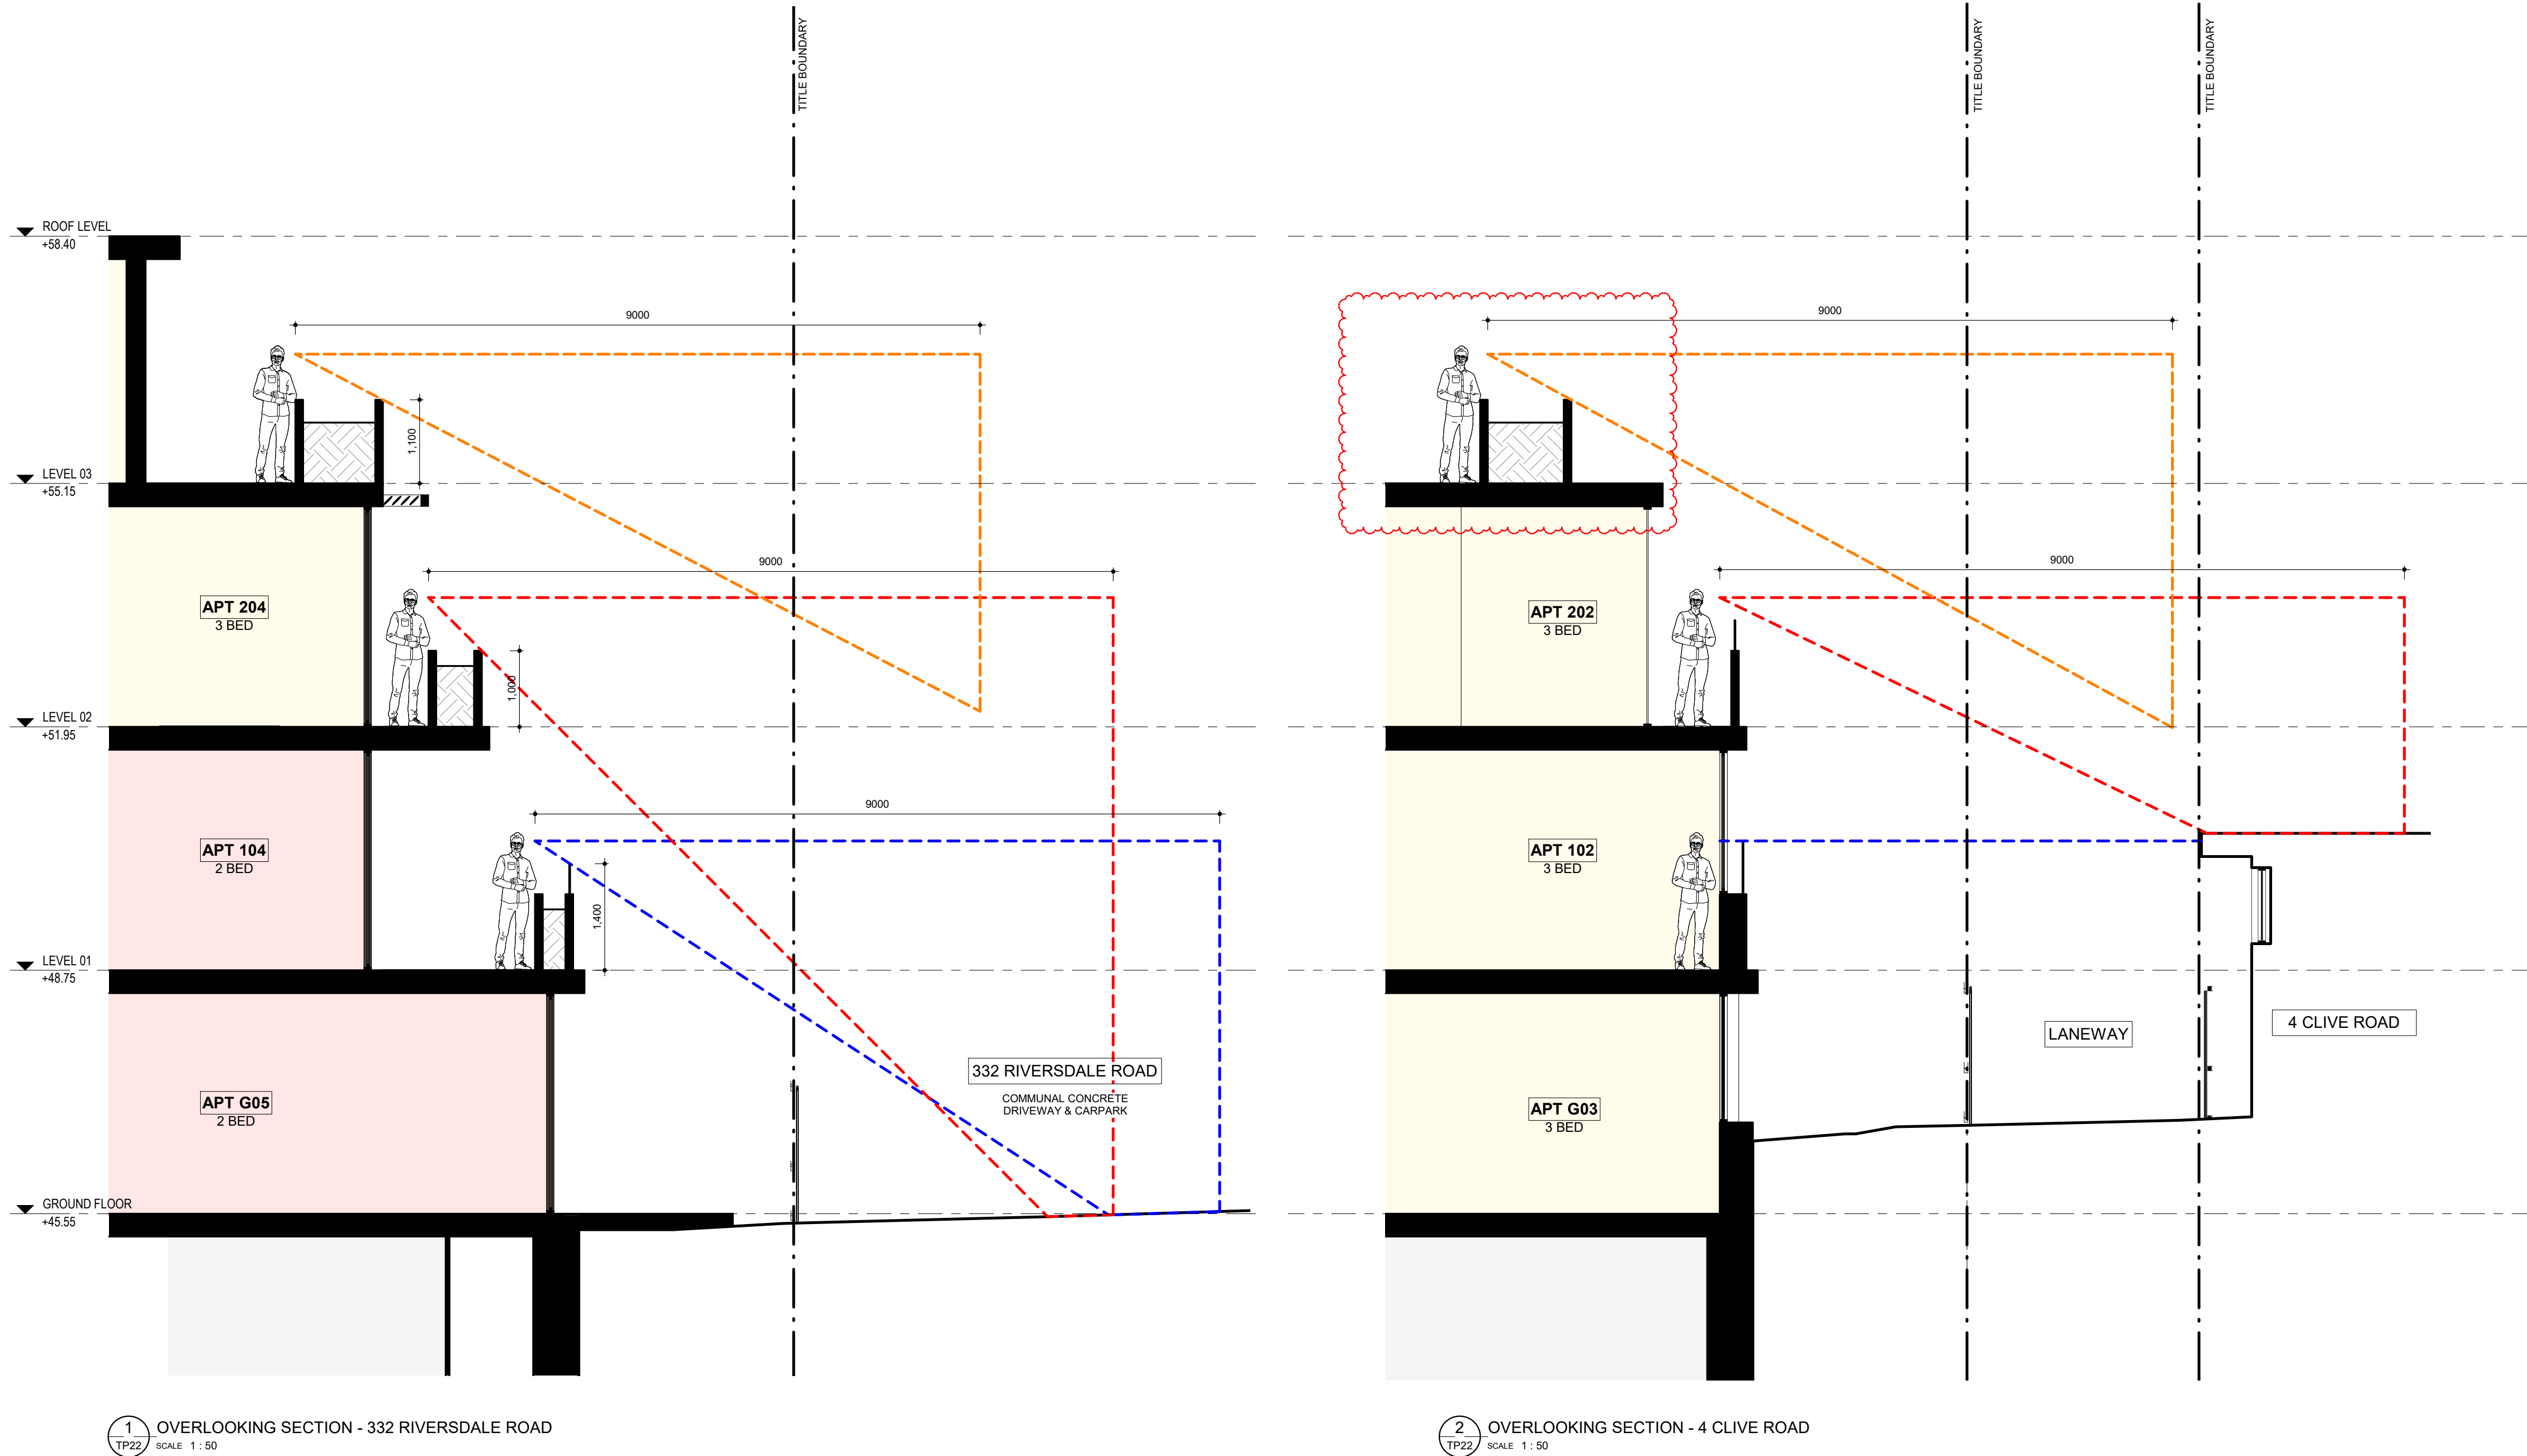 TITLE BOUNDARY
ROOF LEVEL
+58.40
9000
1,100
LEVEL 03
+55.15
9000
APT 204
3 BED
1,000
LEVEL 02
+51.95
9000
APT 104
2 BED
1,400
LEVEL 01
+48.75
332 RIVERSDALE ROAD
COMMUNAL CONCRETE
DRIVEWAY & CARPARK
APT G05
2 BED
GROUND FLOOR
+45.55
1
TP22
OVERLOOKING SECTION - 332 RIVERSDALE ROAD
SCALE 1 : 50
TITLE BOUNDARY
TITLE BOUNDARY
9000
9000
APT 202
3 BED
APT 102
3 BED
4 CLIVE ROAD
LANEWAY
APT G03
3 BED
2
TP22
OVERLOOKING SECTION - 4 CLIVE ROAD
SCALE 1 : 50